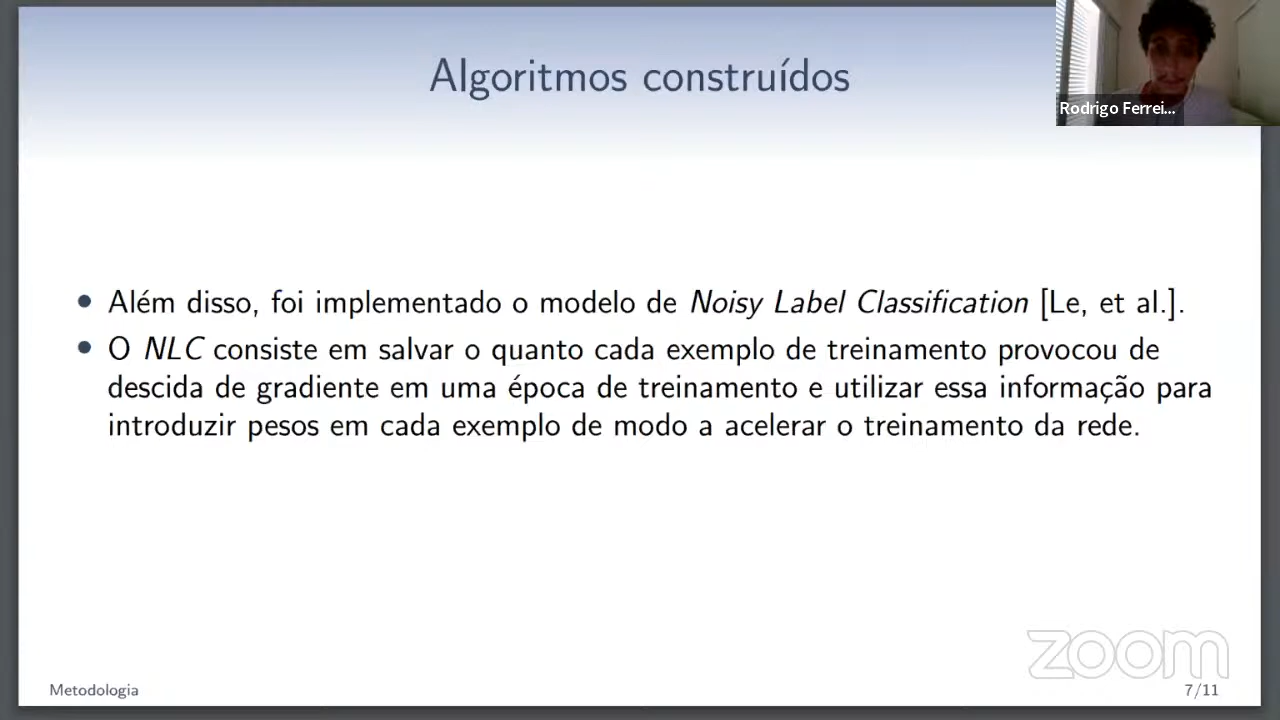 Algoritmos construídos
Rodrigo Ferrei...
• Além disso, foi implementado o modelo de Noisy Label Classification [Le, et al.].
• O NLC consiste em salvar o quanto cada exemplo de treinamento provocou de
descida de gradiente em uma época de treinamento e utilizar essa informação para
introduzir pesos em cada exemplo de modo a acelerar o treinamento da rede.
zoom
Metodologia
7/11